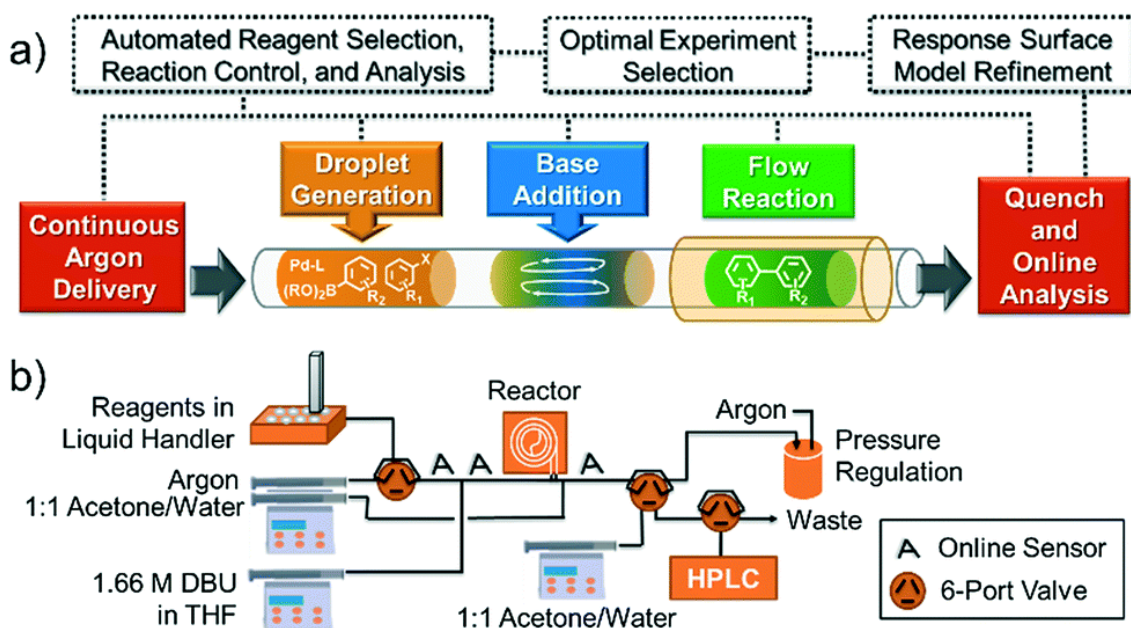 a)
Automated Reagent Selection,
Reaction Control, and Analysis
Optimal Experiment
Selection
Response Surface
Model Refinement
Continuous
Argon
Delivery
Droplet
Generation
Base
Addition
Flow
Reaction
Quench
and
Online
Analysis
Pd-L
(RO)2B
R2
X
R1
R1
R2
b)
Reagents in
Liquid Handler
Argon
1:1 Acetone/Water
1.66 M DBU
in THF
Reactor
1:1 Acetone/Water
HPLC
Argon
Pressure
Regulation
Waste
Online Sensor
6-Port Valve